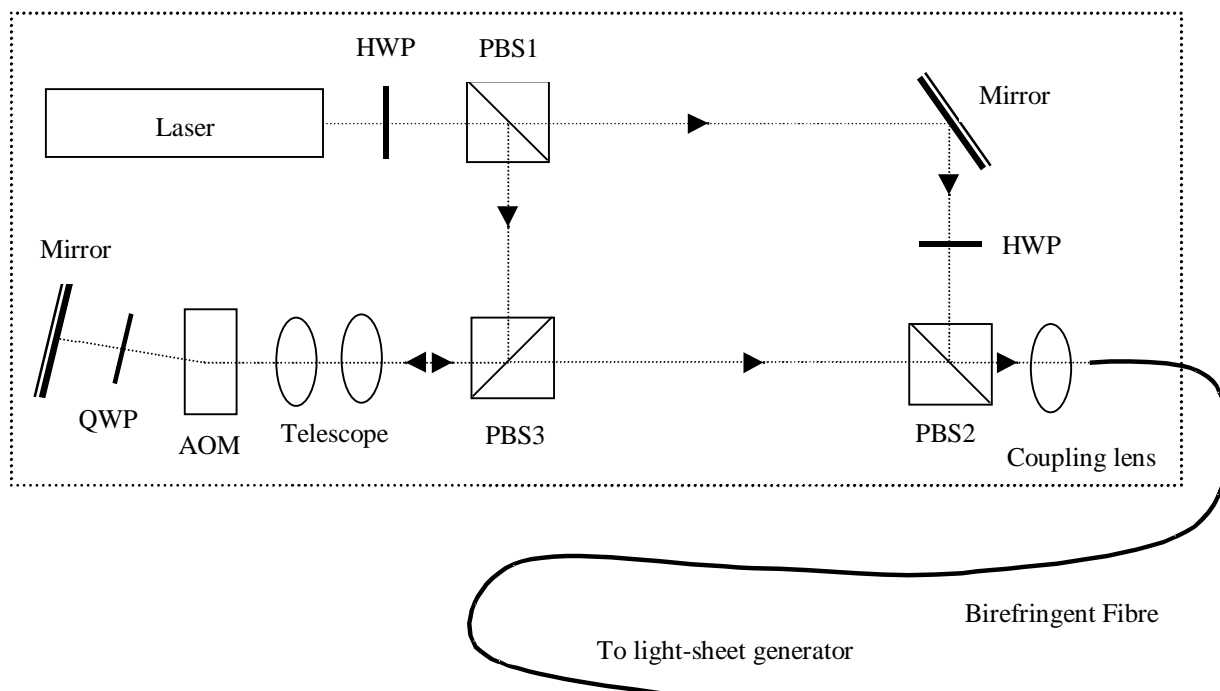 HWP
PBS1
Mirror
Laser
HWP
Mirror
QWP
AOM
Telescope
PBS3
PBS2
Coupling lens
Birefringent Fibre
To light-sheet generator